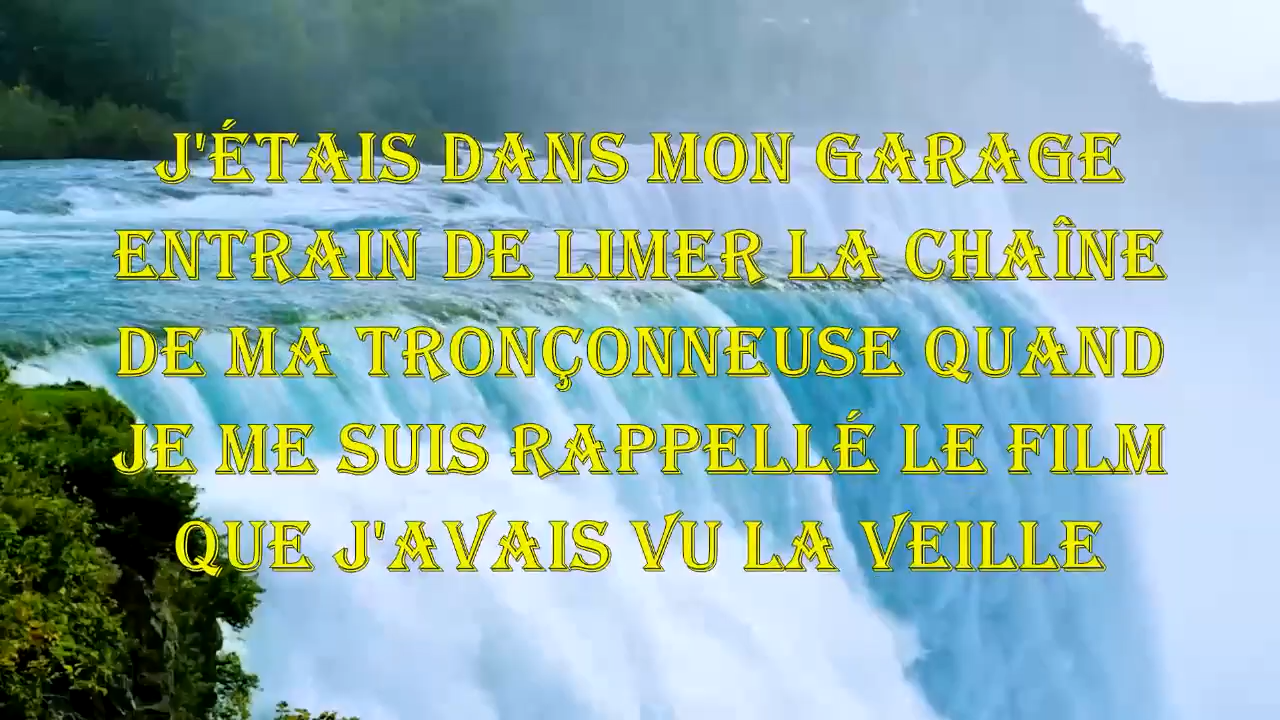 J'ÉTAIS DANS MON GARAGE
ENTRAIN DE LIMER LA CHAÎNE
DE MA TRONÇONNEUSE QUAND
JE ME SUIS RAPPELLÉ LE FILM
QUE J'AVAIS VU LA VEILLE